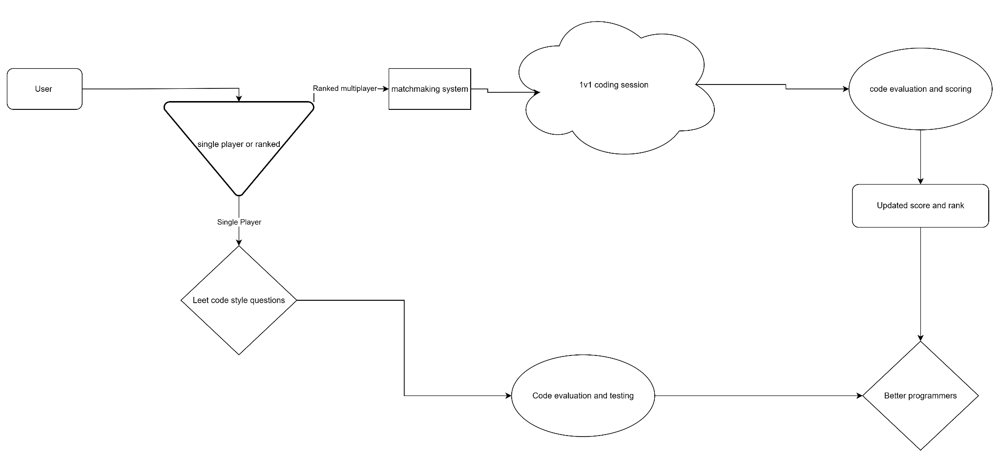 User
Ranked multiplayer
matchmaking system
1v1 coding session
code evaluation and scoring
single player or ranked
Updated score and rank
Single Player
Leet code style questions
Code evaluation and testing
Better programmers